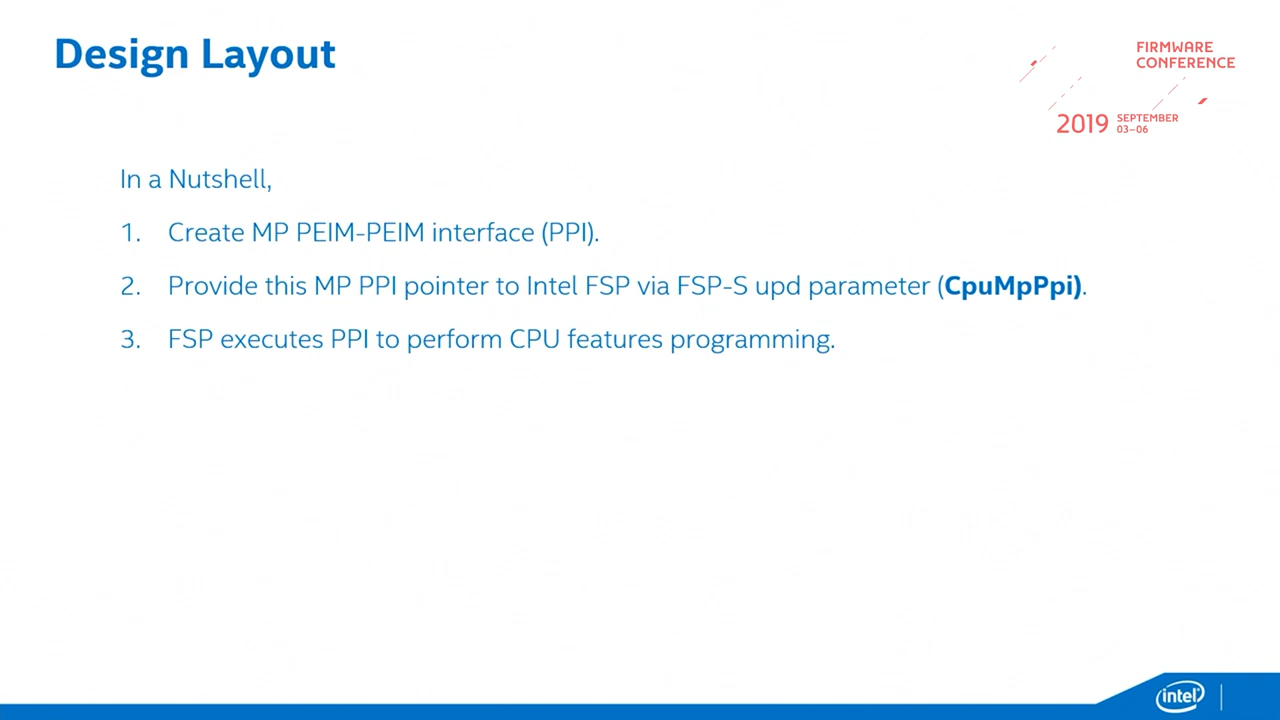 Design Layout
FIRMWARE
CONFERENCE
2019 SEPTEMBER
03–06
In a Nutshell,
1. Create MP PEIM-PEIM interface (PPI).
2. Provide this MP PPI pointer to Intel FSP via FSP-S upd parameter (CpuMpPpi).
3. FSP executes PPI to perform CPU features programming.
intel